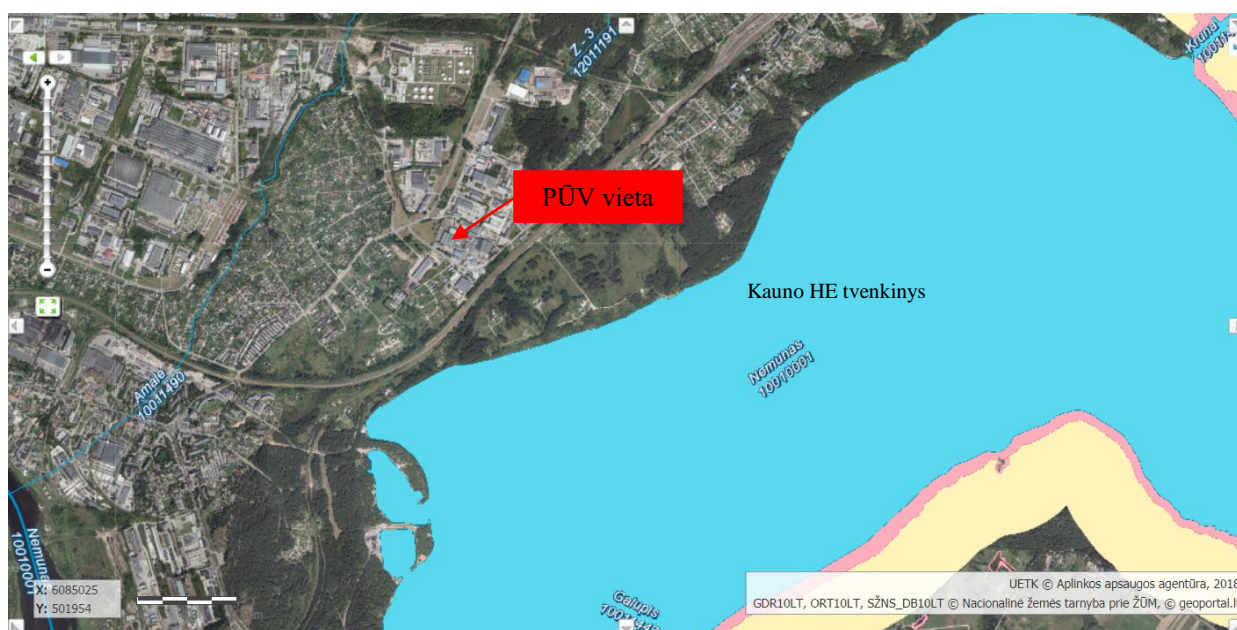 Z - 3
12011191
Kruna
PŪV vieta
Kauno HE tvenkinys
Nemunas
10010001
Amalė
10011490
Nemunas
10010001
Galupis
X: 6085025
Y: 501954
UETK © Aplinkos apsaugos agentūra, 2018
GDR10LT, ORT10LT, SŽNS_DB10LT © Nacionalinė žemės tarnyba prie ŽŪM, © geoportal.lt